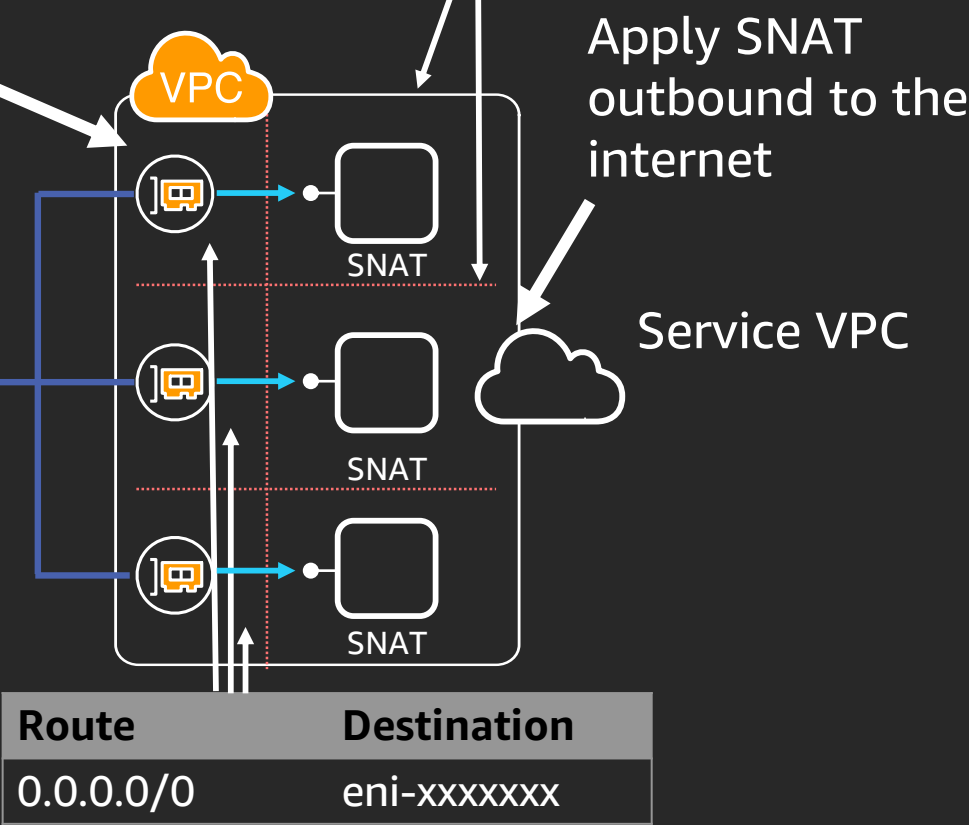 Apply SNAT
outbound to the
internet
VPC
SNAT
Service VPC
SNAT
SNAT
Route Destination
0.0.0.0/0 eni-xxxxxxx